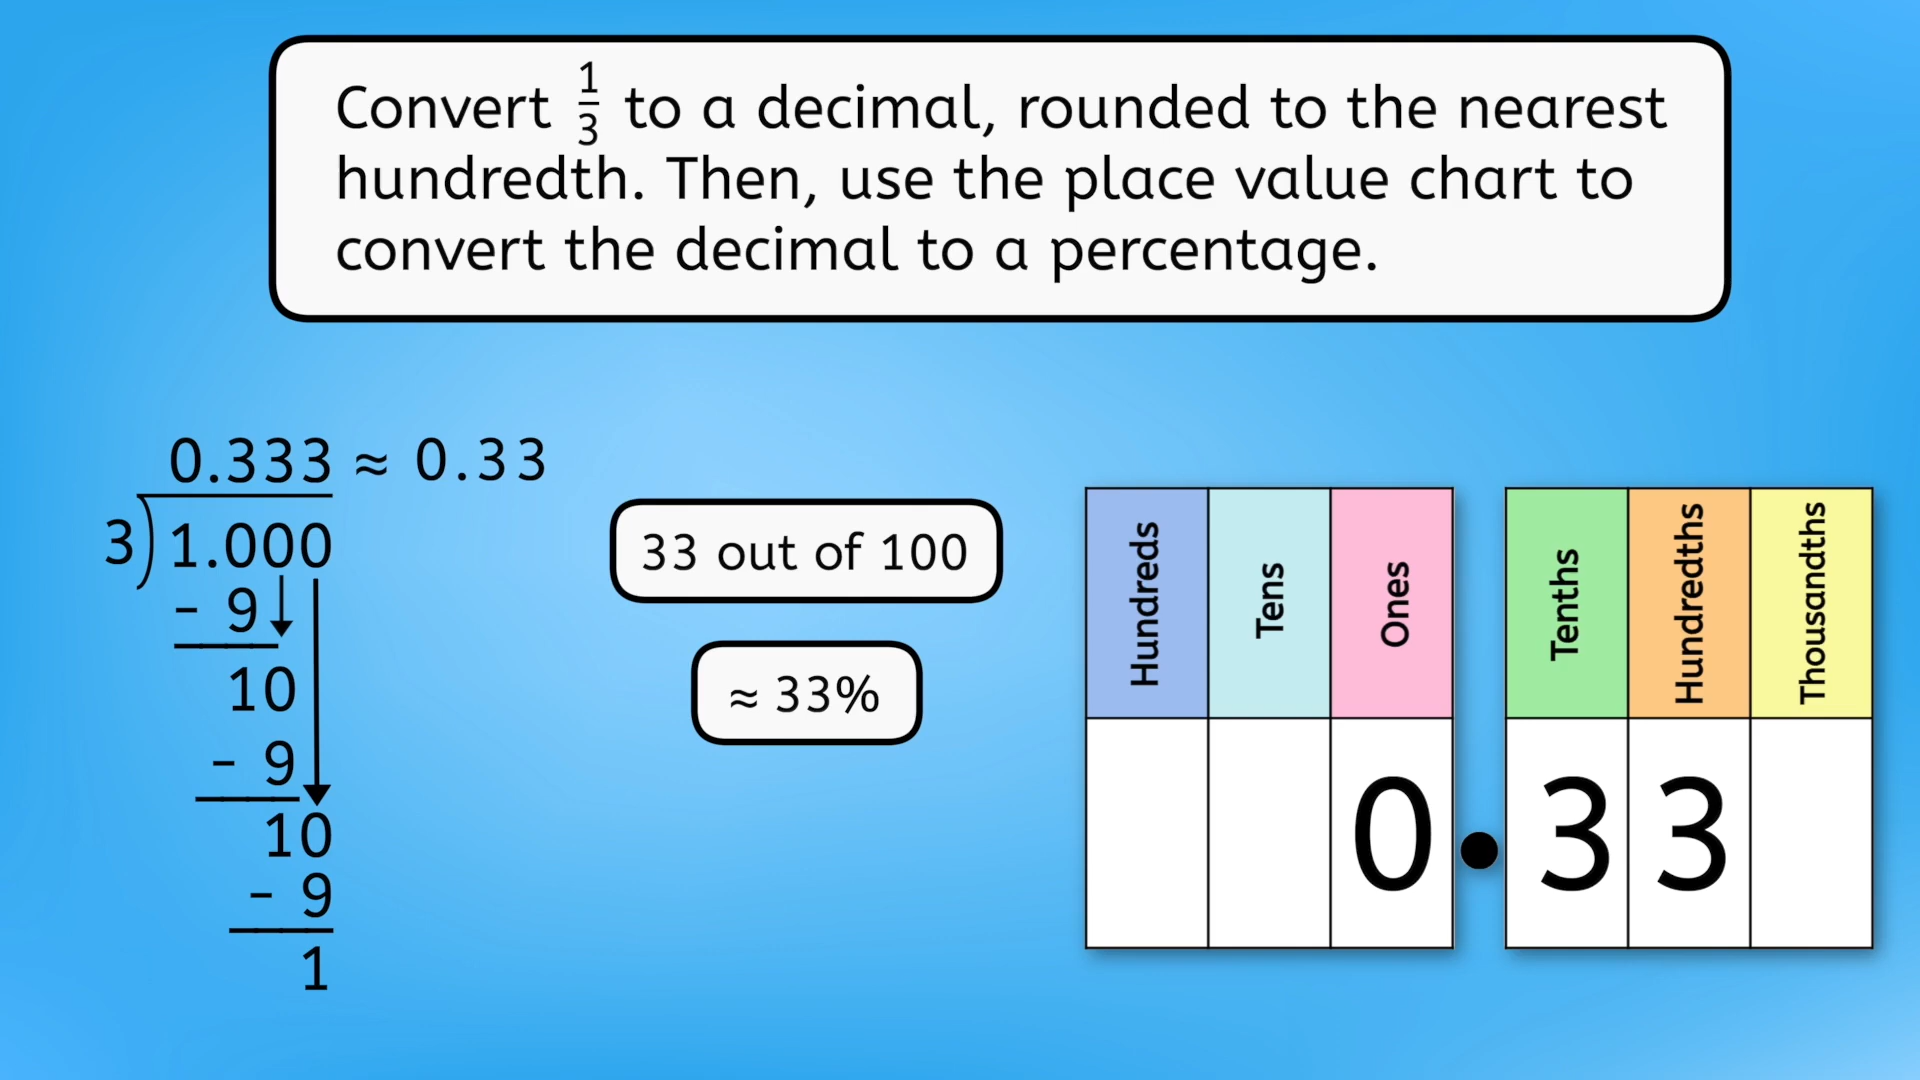 Convert 1/3 to a decimal, rounded to the nearest
hundredth. Then, use the place value chart to
convert the decimal to a percentage.
0.333 ≈ 0.33
3)1.000
- 9
10
- 9
10
- 9
1
33 out of 100
≈ 33%
Hundreds Tens Ones Tenths Hundredths Thousandths
0.33